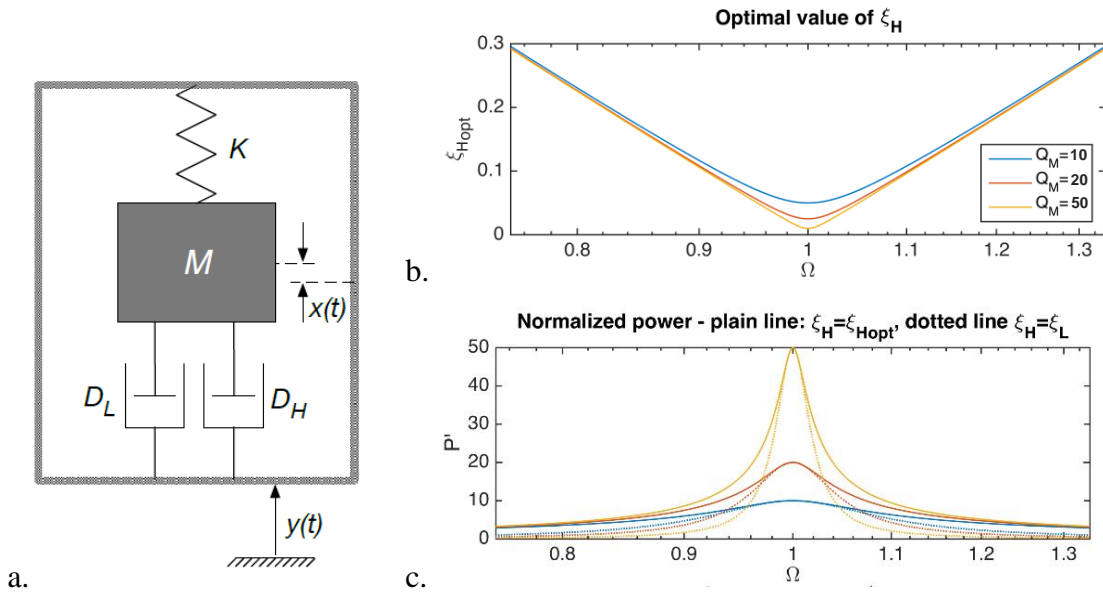 K
M
x(t)
D_L
D_H
y(t)
a.
Optimal value of ξ_H
ξ_Hopt
0.3
0.2
0.1
0
Q_M=10
Q_M=20
Q_M=50
0.8 0.9 1 1.1 1.2 1.3
Ω
b.
Normalized power - plain line: ξ_H=ξ_Hopt, dotted line ξ_H=ξ_L
P'
50
40
30
20
10
0
0.8 0.9 1 1.1 1.2 1.3
Ω
c.